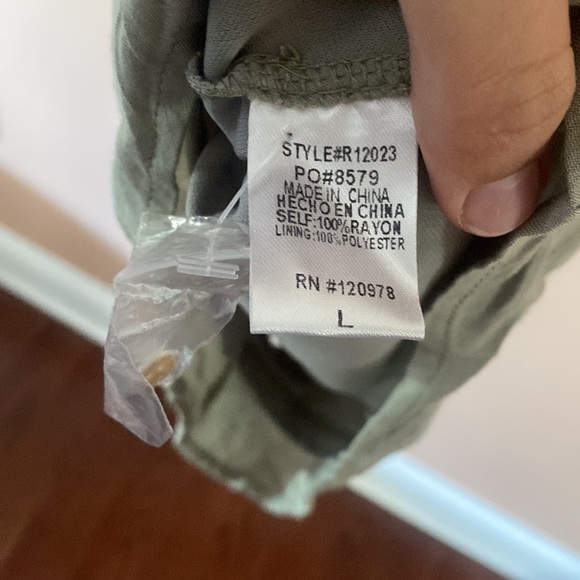 STYLE#R12023
PO#8579
MADE IN CHINA
HECHO EN CHINA
SELF:100%RAYON
LINING:100%POLYESTER
RN #120978
L